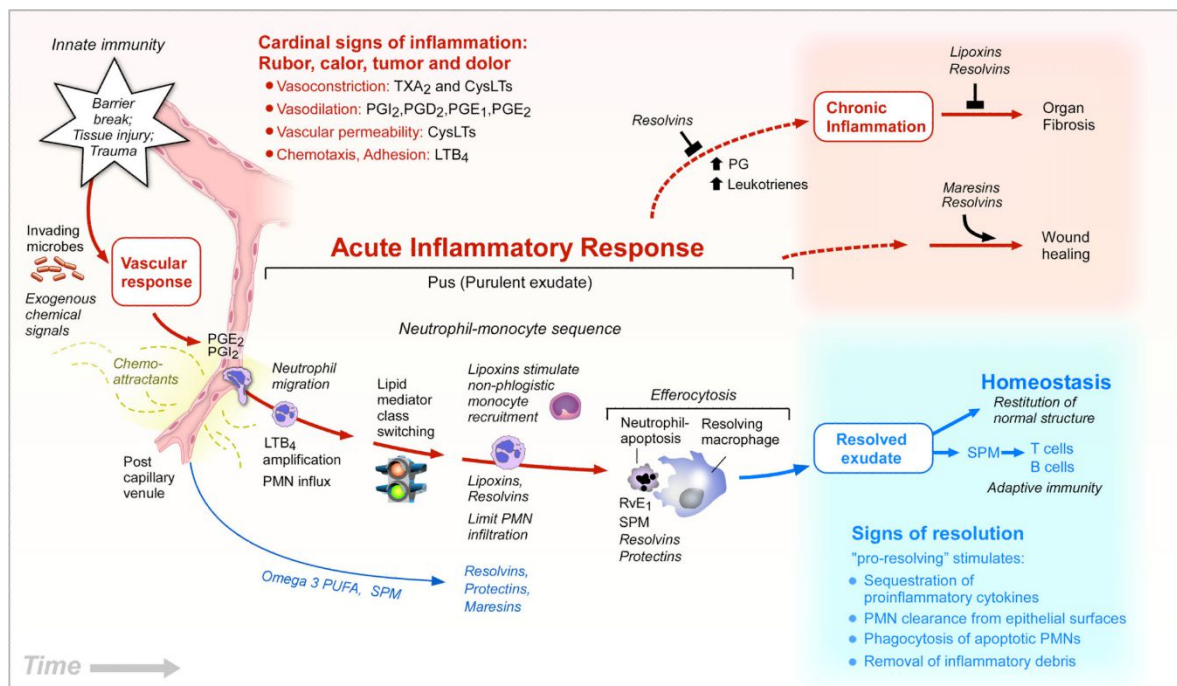 Innate immunity
Barrier
break;
Tissue injury;
Trauma
Cardinal signs of inflammation:
Rubor, calor, tumor and dolor
● Vasoconstriction: TXA2 and CysLTs
● Vasodilation: PGI2,PGD2,PGE1,PGE2
● Vascular permeability: CysLTs
● Chemotaxis, Adhesion: LTB4
Invading
microbes
Exogenous
chemical
signals
Vascular
response
PGE2
PGI2
Chemo-
attractants
Post
capillary
venule
Resolvins
⬆ PG
⬆ Leukotrienes
Chronic
Inflammation
Lipoxins
Resolvins
Organ
Fibrosis
Maresins
Resolvins
Wound
healing
Acute Inflammatory Response
Pus (Purulent exudate)
Neutrophil-monocyte sequence
Neutrophil
migration
LTB4
amplification
PMN influx
Lipid
mediator
class
switching
Lipoxins stimulate
non-phlogistic
monocyte
recruitment
Lipoxins,
Resolvins
Limit PMN
infiltration
Efferocytosis
Neutrophil-
apoptosis
Resolving
macrophage
RvE1
SPM
Resolvins
Protectins
Omega 3 PUFA, SPM
Resolvins,
Protectins,
Maresins
Resolved
exudate
Homeostasis
Restitution of
normal structure
SPM
T cells
B cells
Adaptive immunity
Signs of resolution
"pro-resolving” stimulates:
● Sequestration of
proinflammatory cytokines
● PMN clearance from epithelial surfaces
● Phagocytosis of apoptotic PMNs
● Removal of inflammatory debris
Time